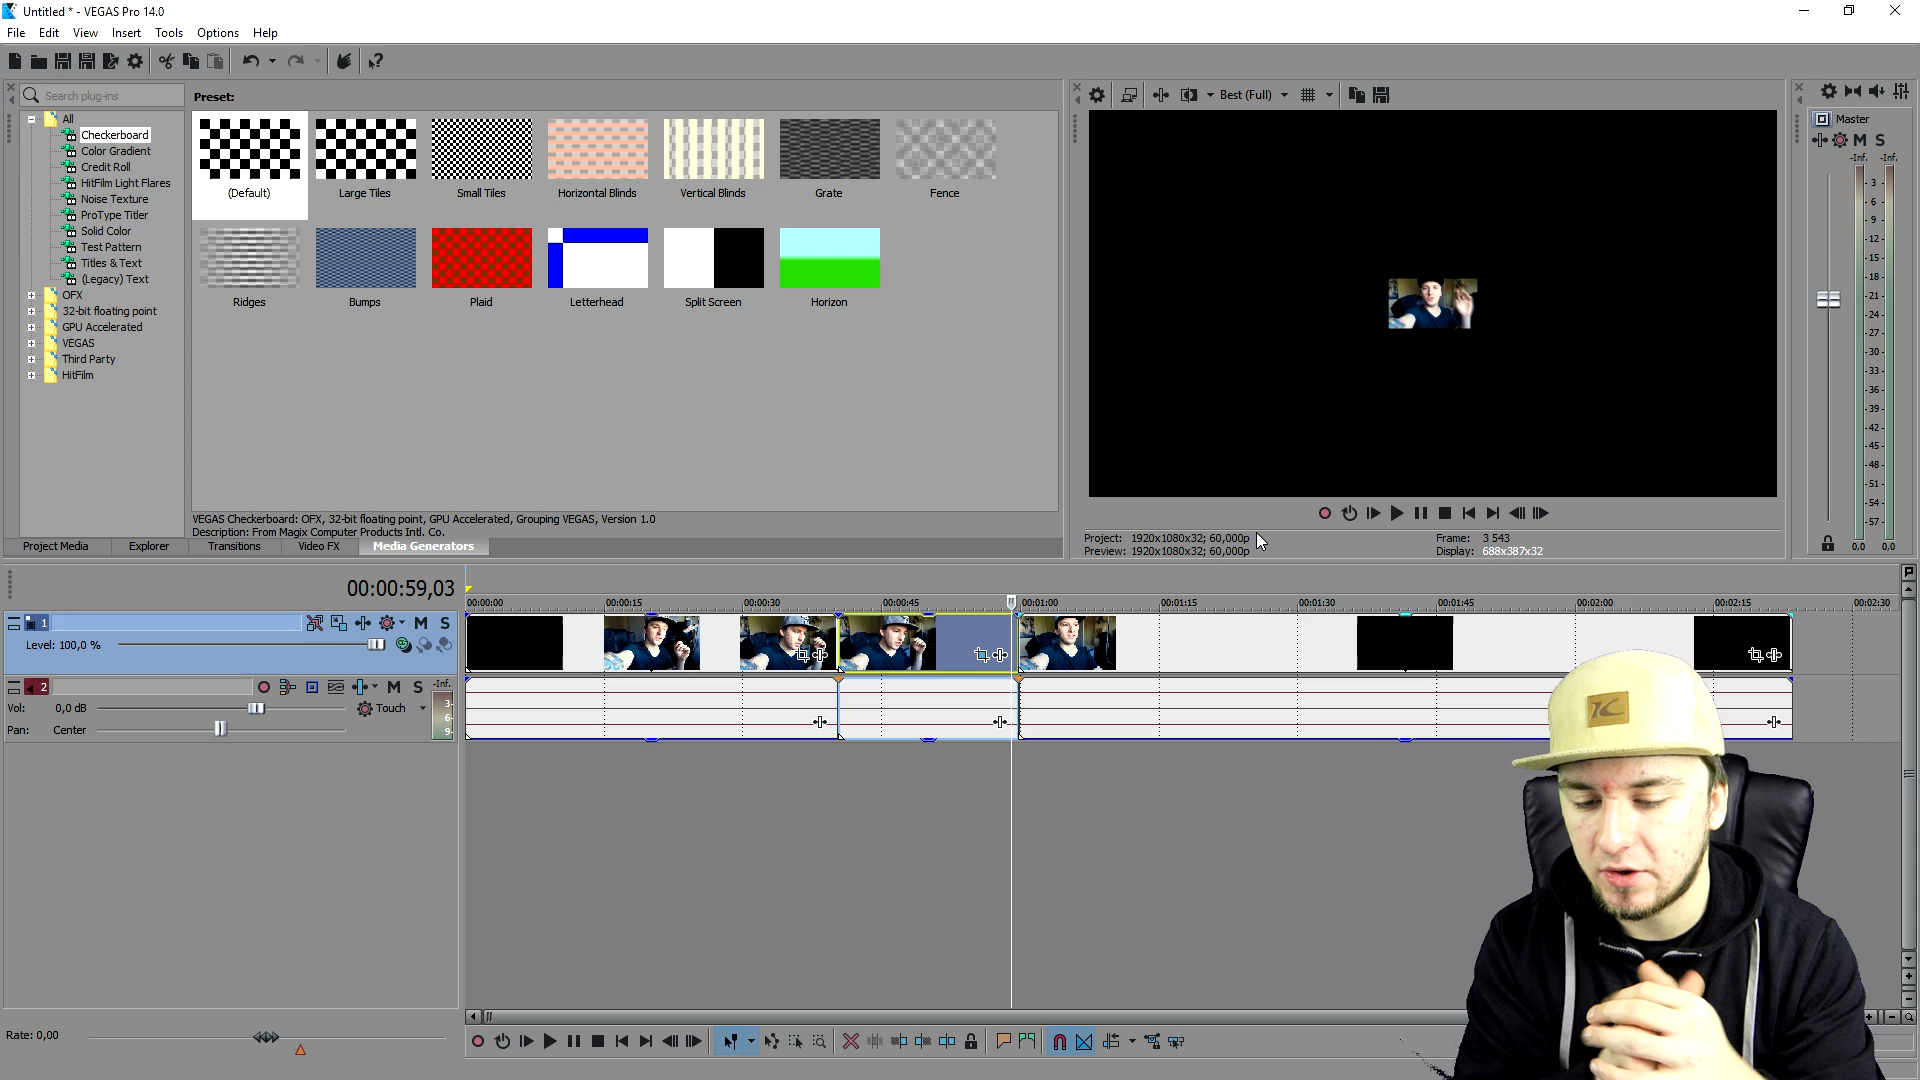 Untitled * - VEGAS Pro 14.0
File Edit View Insert Tools Options Help
Search plug-ins
Preset:
All
Checkerboard
Color Gradient
Credit Roll
HitFilm Light Flares
Noise Texture
ProType Titler
Solid Color
Test Pattern
Titles & Text
(Legacy) Text
OFX
32-bit floating point
GPU Accelerated
VEGAS
Third Party
HitFilm
(Default) Large Tiles Small Tiles Horizontal Blinds Vertical Blinds Grate Fence
Ridges Bumps Plaid Letterhead Split Screen Horizon
VEGAS Checkerboard: OFX, 32-bit floating point, GPU Accelerated, Grouping VEGAS, Version 1.0
Description: From Magix Computer Products Intl. Co.
Project Media Explorer Transitions Video FX Media Generators
Best (Full)
Project: 1920x1080x32; 60,000p
Preview: 1920x1080x32; 60,000p
Frame: 3 543
Display: 688x387x32
Master
M S
-Inf. -Inf.
- 3 -
- 6 -
- 9 -
-12-
-15-
-18-
-21-
-24-
-27-
-30-
-33-
-36-
-39-
-42-
-45-
-48-
-51-
-54-
-57-
0,0 0,0
00:00:59,03
00:00:00 00:00:15 00:00:30 00:00:45 00:01:00 00:01:15 00:01:30 00:01:45 00:02:00 00:02:15 00:02:30
1 M S
Level: 100,0 %
2 M S -Inf.
Vol: 0,0 dB Touch
Pan: Center
3-
6-
9-
Rate: 0,00